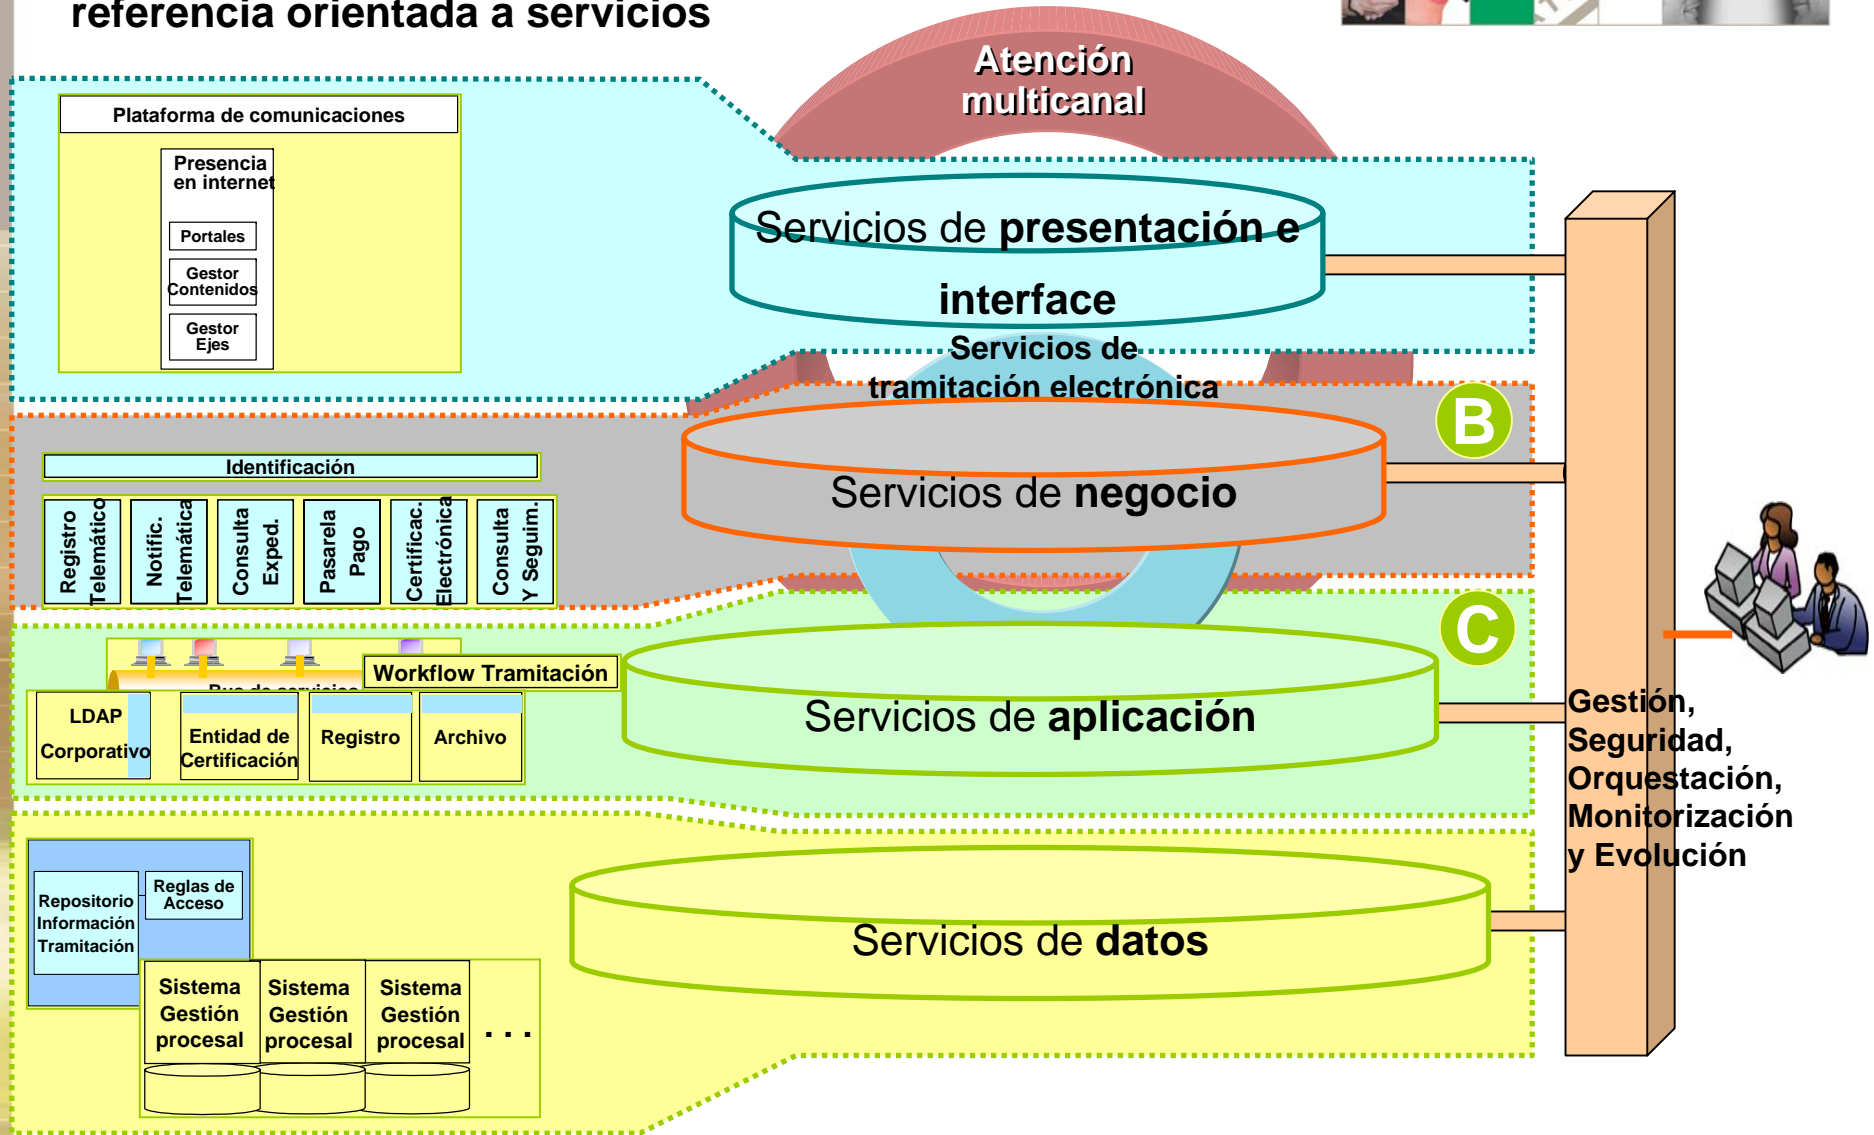 referencia orientada a servicios
Atención
multicanal
Plataforma de comunicaciones
Presencia
en internet
Portales
Gestor
Contenidos
Gestor
Ejes
Servicios de presentación e
interface
Servicios de
tramitación electrónica
B
Identificación
Registro
Telemático
Notific.
Telemática
Consulta
Exped.
Pasarela
Pago
Certificac.
Electrónica
Consulta
Y Seguim.
Servicios de negocio
C
Bus de servicios
Workflow Tramitación
LDAP
Corporativo
Entidad de
Certificación
Registro
Archivo
Servicios de aplicación
Gestión,
Seguridad,
Orquestación,
Monitorización
y Evolución
Repositorio
Información
Tramitación
Reglas de
Acceso
Servicios de datos
Sistema
Gestión
procesal
Sistema
Gestión
procesal
Sistema
Gestión
procesal
. . .